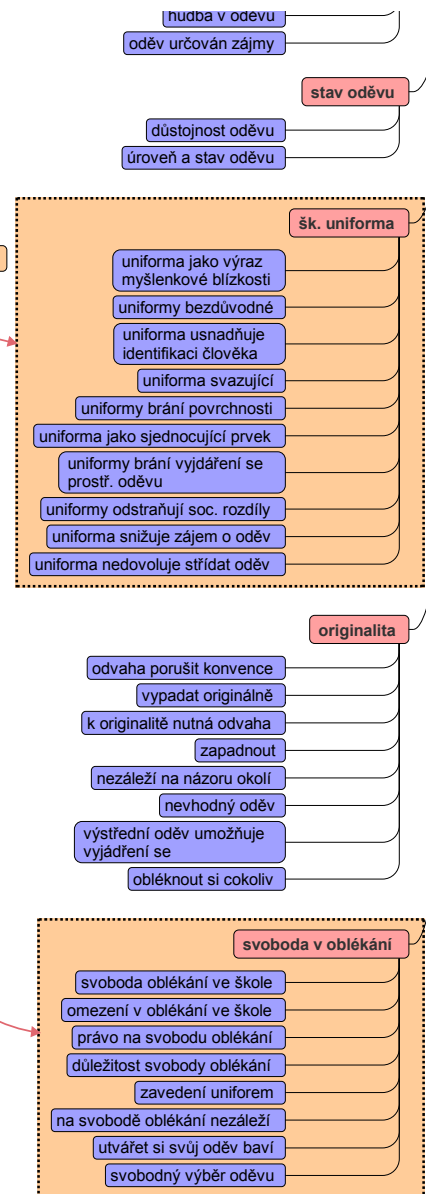 hudba v oděvu
oděv určován zájmy
stav oděvu
důstojnost oděvu
úroveň a stav oděvu
šk. uniforma
uniforma jako výraz
myšlenkové blízkosti
uniformy bezdůvodné
uniforma usnadňuje
identifikaci člověka
uniforma svazující
uniformy brání povrchnosti
uniforma jako sjednocující prvek
uniformy brání vyjdáření se
prostř. oděvu
uniformy odstraňují soc. rozdíly
uniforma snižuje zájem o oděv
uniforma nedovoluje střídat oděv
originalita
odvaha porušit konvence
vypadat originálně
k originalitě nutná odvaha
zapadnout
nezáleží na názoru okolí
nevhodný oděv
výstřední oděv umožňuje
vyjádření se
obléknout si cokoliv
svoboda v oblékání
svoboda oblékání ve škole
omezení v oblékání ve škole
právo na svobodu oblékání
důležitost svobody oblékání
zavedení uniforem
na svobodě oblékání nezáleží
utvářet si svůj oděv baví
svobodný výběr oděvu